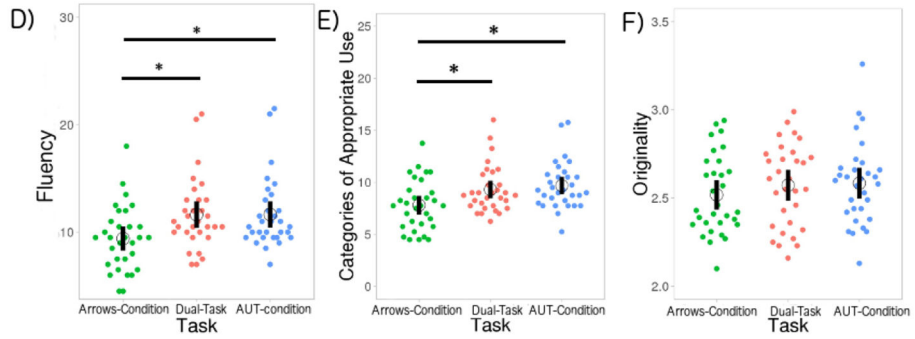 D)
Fluency
30
20
10
*
*
Arrows-Condition Dual-Task AUT-condition
Task
E)
Categories of Appropriate Use
25
20
15
10
5
0
*
*
Arrows-Condition Dual-Task AUT-condition
Task
F)
Originality
3.5
3.0
2.5
2.0
Arrows-Condition Dual-Task AUT-condition
Task